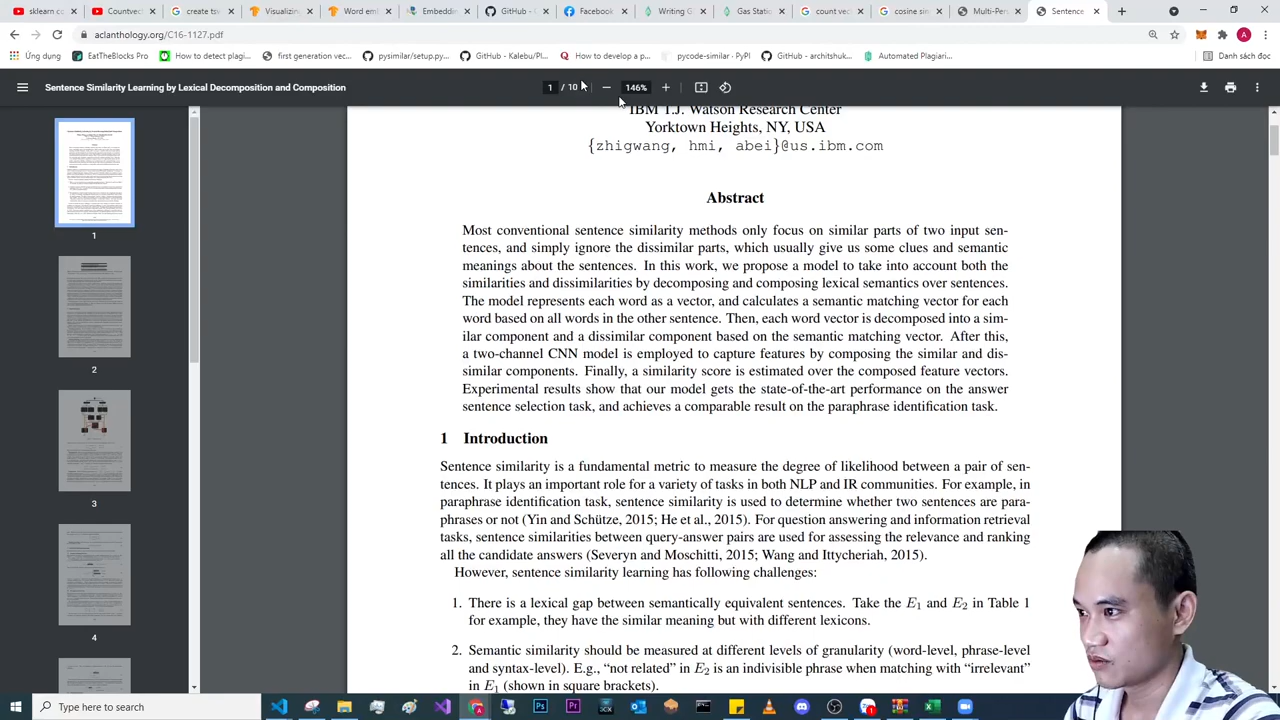 sklearn co
Courses
create tsv
Visualizing
Word emb
Embeddin
GitHub - V
Facebook
Writing G
Gas Statio
count vect
cosine sim
Multi-Pers
Sentence
aclanthology.org/C16-1127.pdf
Ứng dụng
EatTheBlocks Pro
How to detect plagi...
first generation vec...
pysimilar/setup.py...
GitHub - Kalebu/Pl...
How to develop a p...
pycode-similar · PyPI
GitHub - architshuk...
Automated Plagiari...
Danh sách đọc
Sentence Similarity Learning by Lexical Decomposition and Composition
1 / 10
146%
IBM T.J. Watson Research Center
Yorktown Heights, NY, USA
{zhigwang, hmi, abei}@us.ibm.com
Abstract
Most conventional sentence similarity methods only focus on similar parts of two input sen-
tences, and simply ignore the dissimilar parts, which usually give us some clues and semantic
meanings about the sentences. In this work, we propose a model to take into account both the
similarities and dissimilarities by decomposing and composing lexical semantics over sentences.
The model represents each word as a vector, and calculates a semantic matching vector for each
word based on all words in the other sentence. Then, each word vector is decomposed into a sim-
ilar component and a dissimilar component based on the semantic matching vector. After this,
a two-channel CNN model is employed to capture features by composing the similar and dis-
similar components. Finally, a similarity score is estimated over the composed feature vectors.
Experimental results show that our model gets the state-of-the-art performance on the answer
sentence selection task, and achieves a comparable result on the paraphrase identification task.
1 Introduction
Sentence similarity is a fundamental metric to measure the degree of likelihood between a pair of sen-
tences. It plays an important role for a variety of tasks in both NLP and IR communities. For example, in
paraphrase identification task, sentence similarity is used to determine whether two sentences are para-
phrases or not (Yin and Schütze, 2015; He et al., 2015). For question answering and information retrieval
tasks, sentence similarities between query-answer pairs are used for assessing the relevance and ranking
all the candidate answers (Severyn and Moschitti, 2015; Wang and Ittycheriah, 2015).
However, sentence similarity learning has following challenges:
1. There is a lexical gap between semantically equivalent sentences. Take the E1 and E2 in Table 1
for example, they have the similar meaning but with different lexicons.
2. Semantic similarity should be measured at different levels of granularity (word-level, phrase-level
and syntax-level). E.g., “not related” in E2 is an indivisible phrase when matching with “irrelevant”
in E1 (shown in square brackets).
1
2
3
4
Type here to search